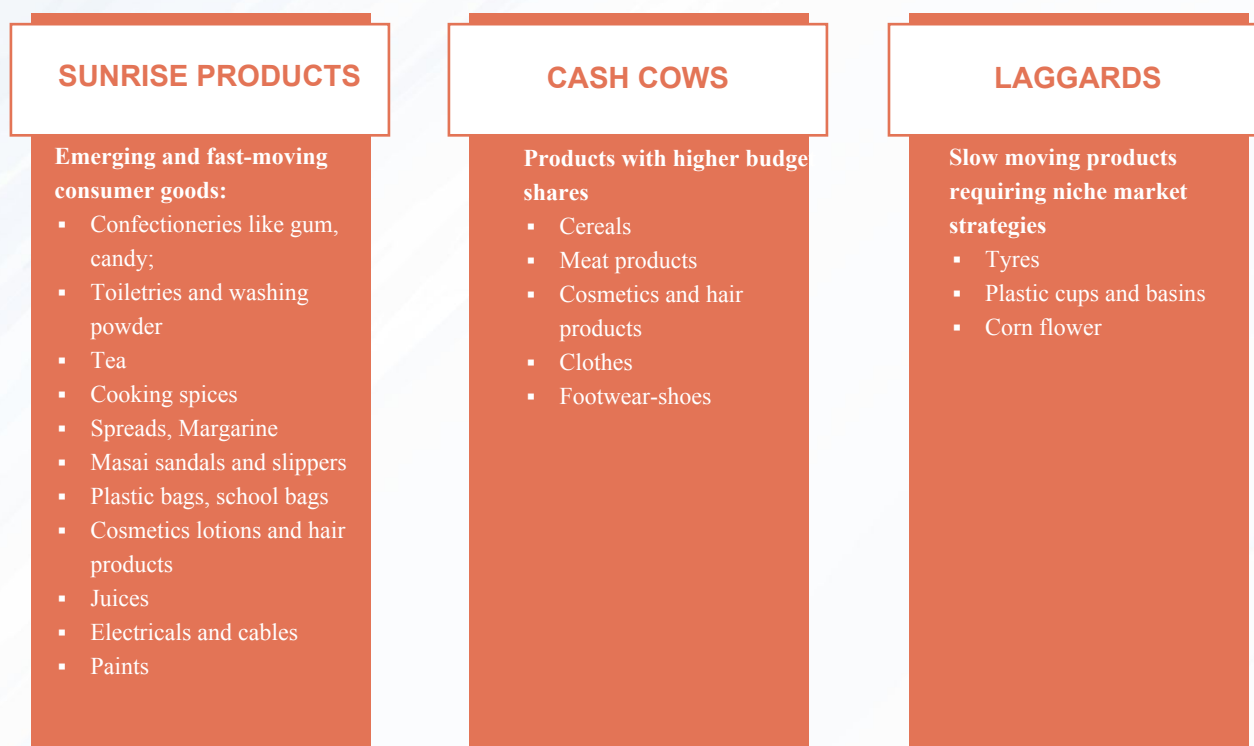 SUNRISE PRODUCTS
Emerging and fast-moving
consumer goods:
▪ Confectioneries like gum,
candy;
▪ Toiletries and washing
powder
▪ Tea
▪ Cooking spices
▪ Spreads, Margarine
▪ Masai sandals and slippers
▪ Plastic bags, school bags
▪ Cosmetics lotions and hair
products
▪ Juices
▪ Electricals and cables
▪ Paints
CASH COWS
Products with higher budge
shares
▪ Cereals
▪ Meat products
▪ Cosmetics and hair
products
▪ Clothes
▪ Footwear-shoes
LAGGARDS
Slow moving products
requiring niche market
strategies
▪ Tyres
▪ Plastic cups and basins
▪ Corn flower